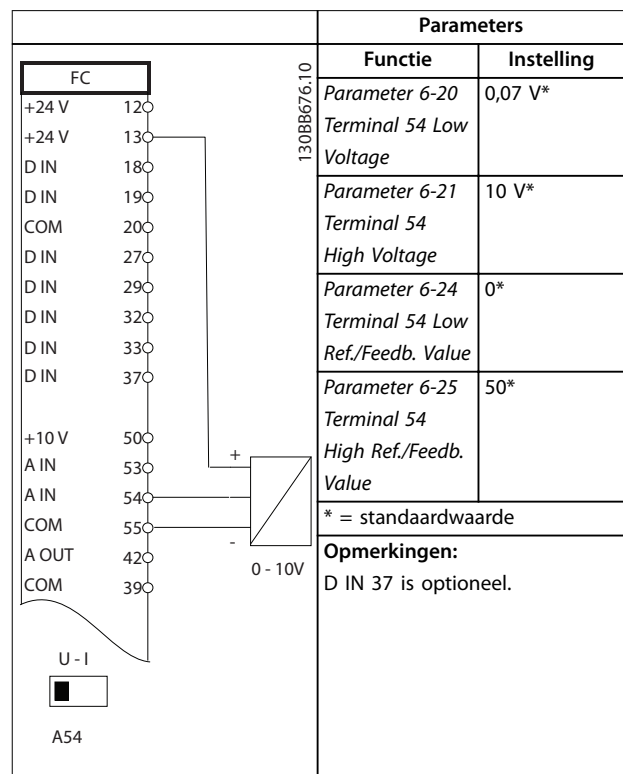 Parameters
FC
+24 V 12
+24 V 13
D IN 18
D IN 19
COM 20
D IN 27
D IN 29
D IN 32
D IN 33
D IN 37
+10 V 50
A IN 53
A IN 54
COM 55
A OUT 42
COM 39
130BB676.10
+
-
0 - 10V
U - I
A54
Functie Instelling
Parameter 6-20 0,07 V*
Terminal 54 Low
Voltage
Parameter 6-21 10 V*
Terminal 54
High Voltage
Parameter 6-24 0*
Terminal 54 Low
Ref./Feedb. Value
Parameter 6-25 50*
Terminal 54
High Ref./Feedb.
Value
* = standaardwaarde
Opmerkingen:
D IN 37 is optioneel.